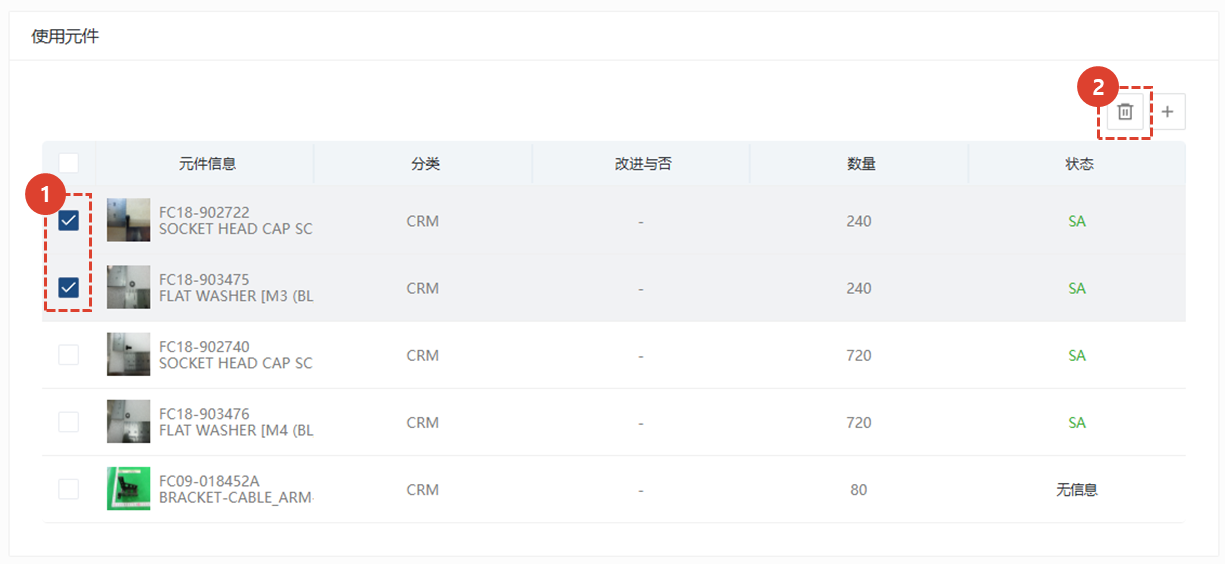 使用元件
2
+
元件信息 分类 改进与否 数量 状态
1
FC18-902722
SOCKET HEAD CAP SC
CRM - 240 SA
FC18-903475
FLAT WASHER [M3 (BL
CRM - 240 SA
FC18-902740
SOCKET HEAD CAP SC
CRM - 720 SA
FC18-903476
FLAT WASHER [M4 (BL
CRM - 720 SA
FC09-018452A
BRACKET-CABLE_ARM-
CRM - 80 无信息